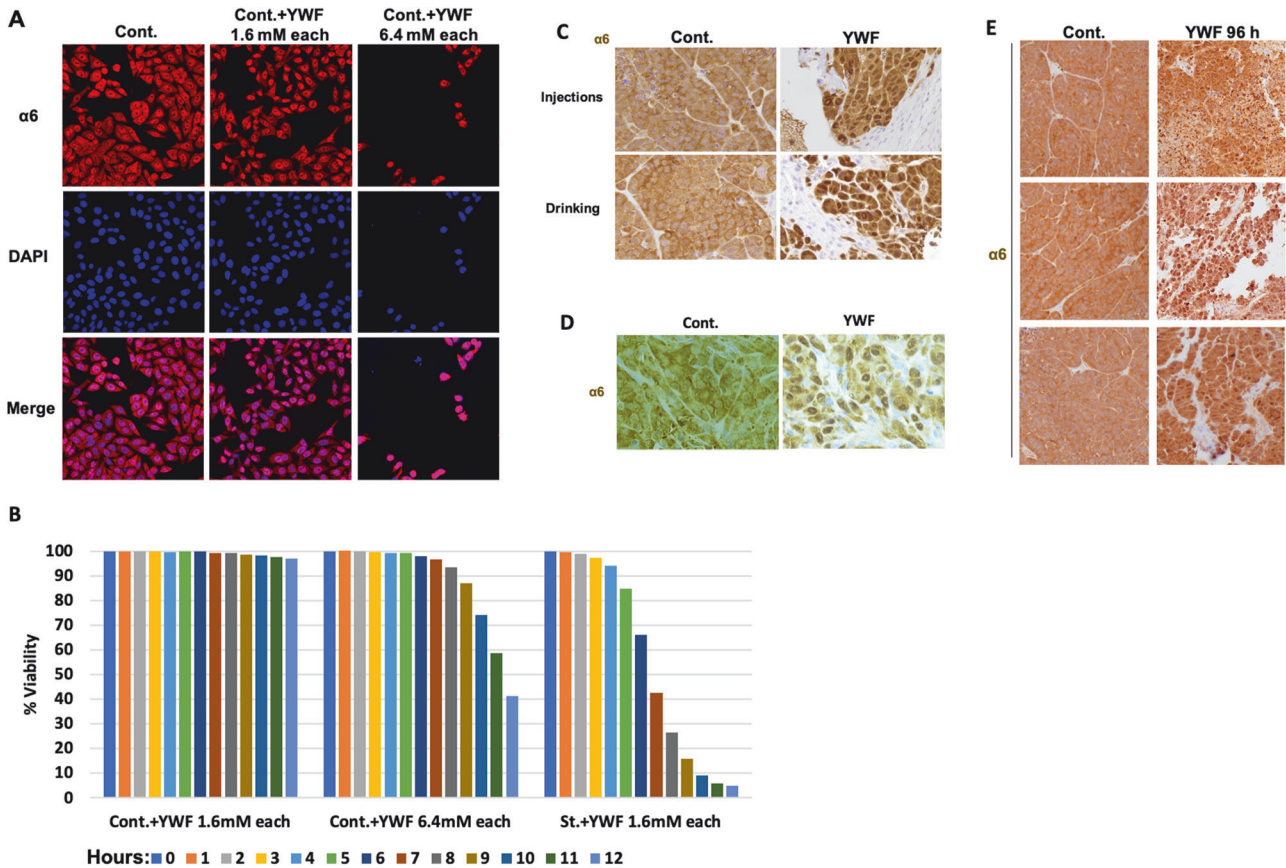 A
Cont.
Cont.+YWF
1.6 mM each
Cont.+YWF
6.4 mM each
α6
DAPI
Merge
C
α6
Cont.
YWF
Injections
Drinking
D
Cont.
YWF
α6
E
Cont.
YWF 96 h
α6
B
% Viability
100
90
80
70
60
50
40
30
20
10
0
Cont.+YWF 1.6mM each
Cont.+YWF 6.4mM each
St.+YWF 1.6mM each
Hours: 0 1 2 3 4 5 6 7 8 9 10 11 12